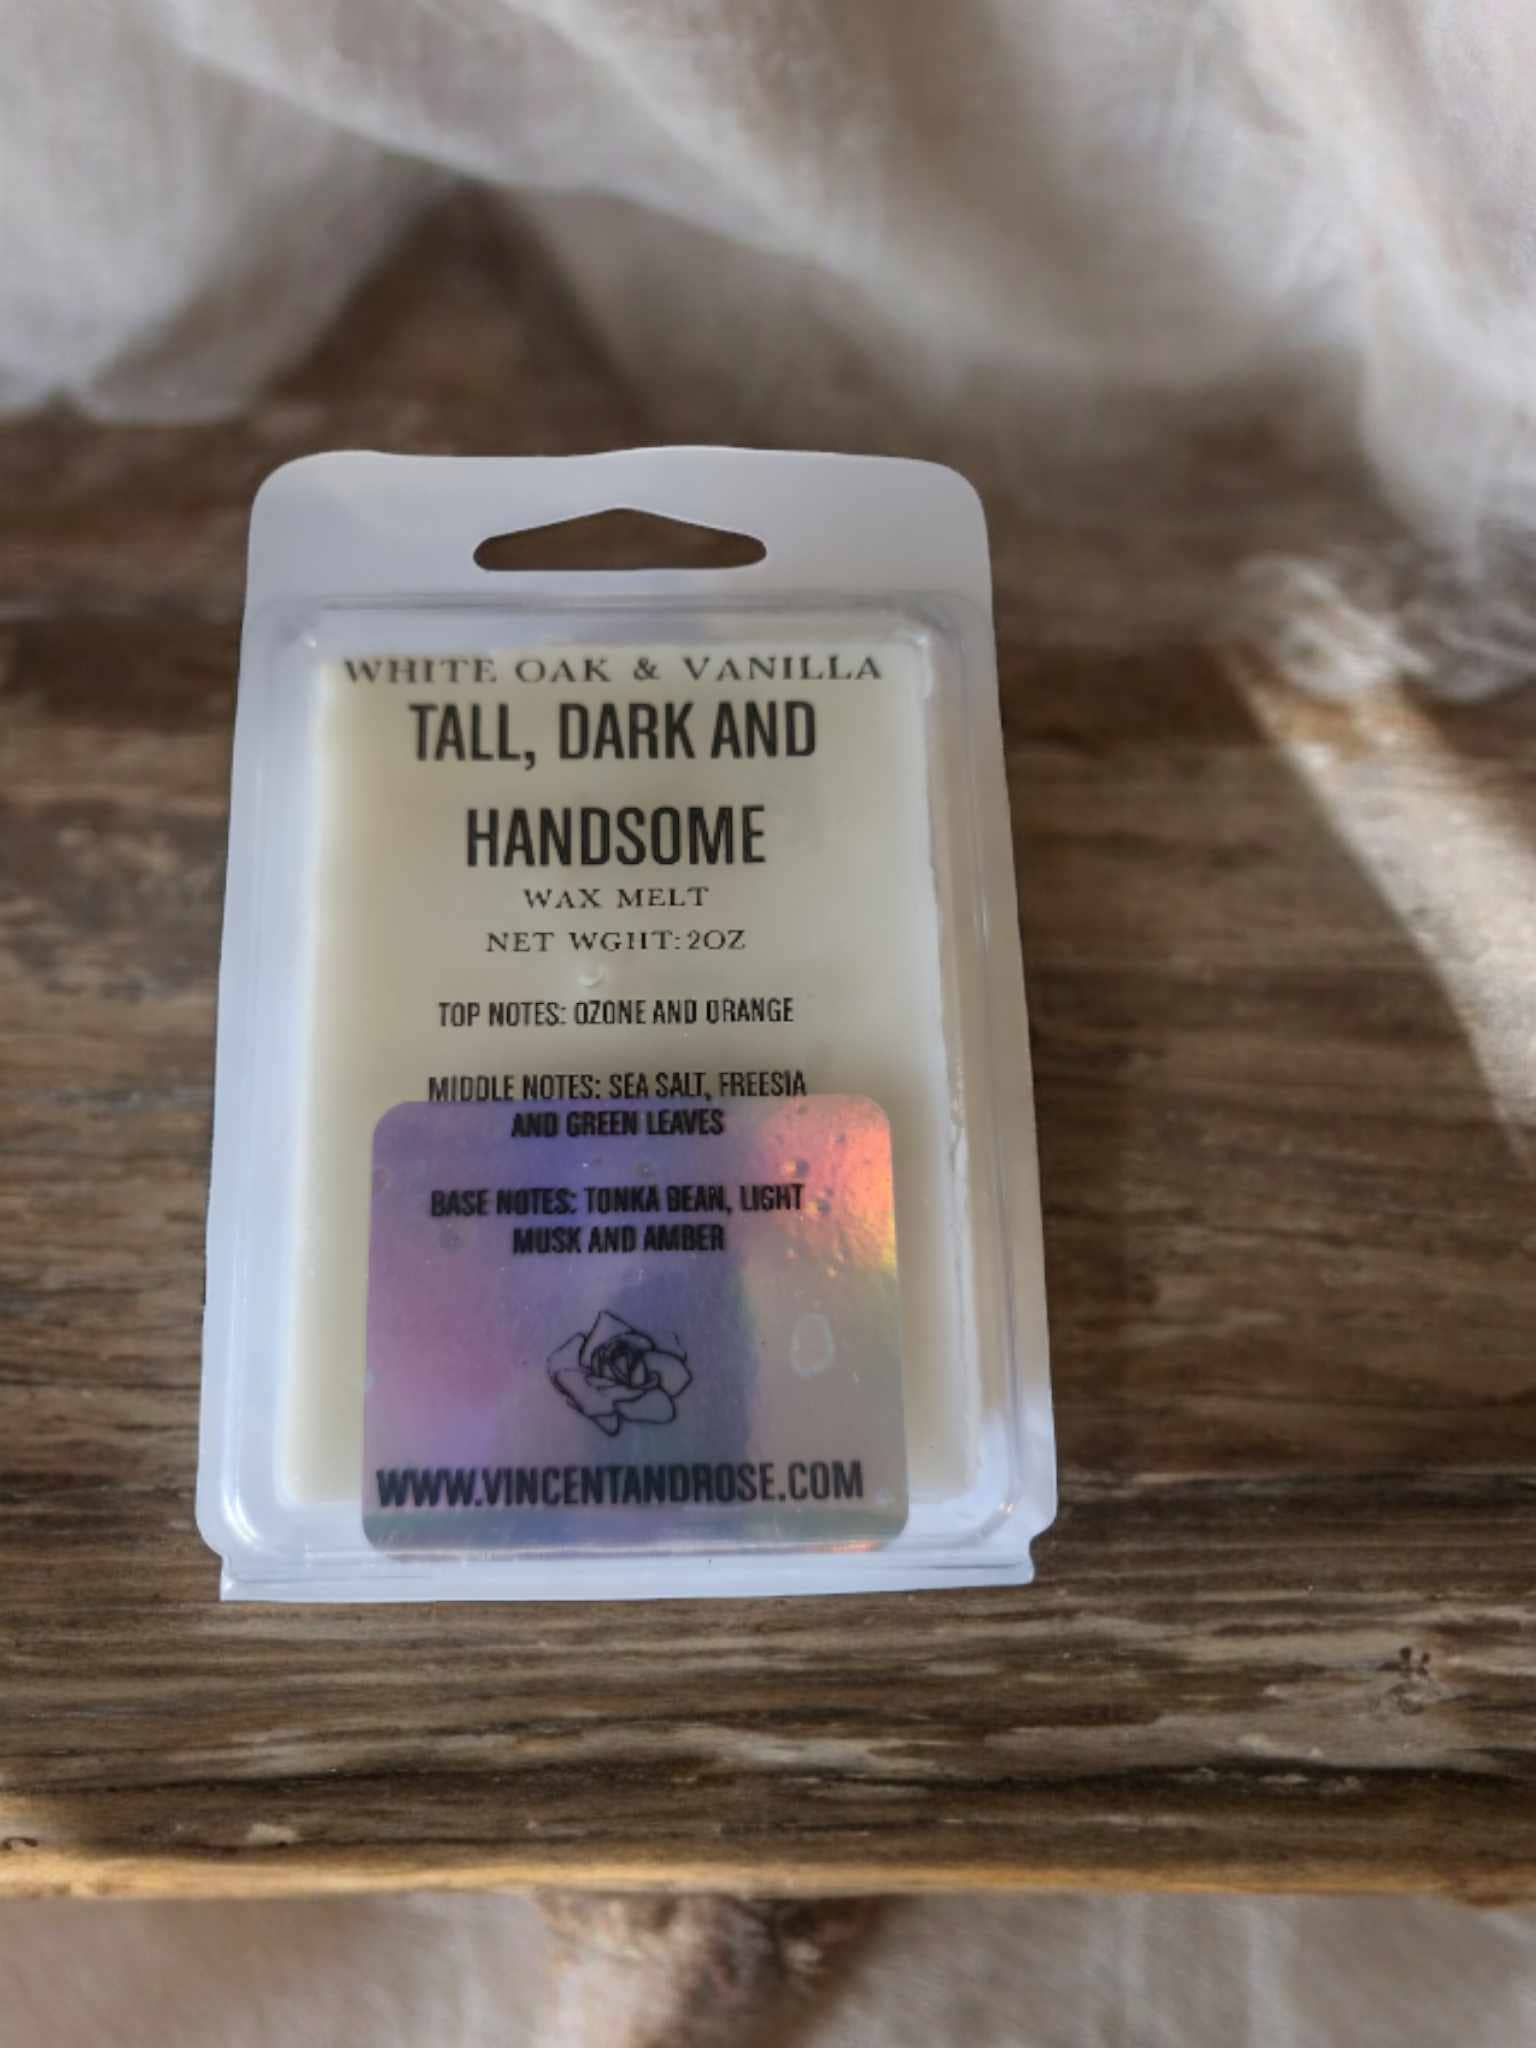 WHITE OAK & VANILLA
TALL, DARK AND
HANDSOME
WAX MELT
NET WGHT:2OZ
TOP NOTES: OZONE AND ORANGE
MIDDLE NOTES: SEA SALT, FREESIA
AND GREEN LEAVES
BASE NOTES: TONKA BEAN, LIGHT
MUSK AND AMBER
WWW.VINCENTANDROSE.COM